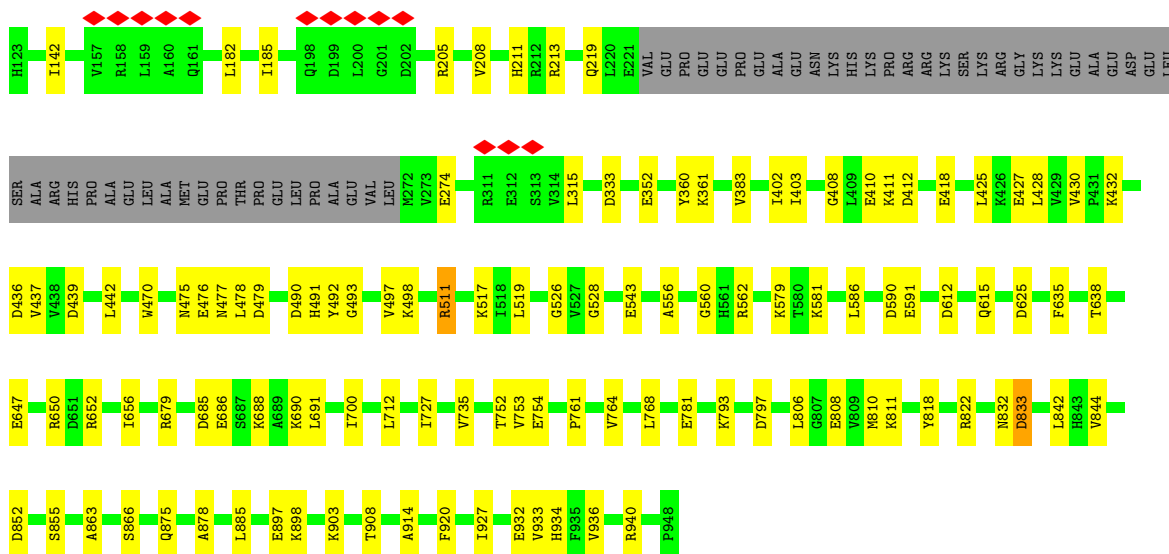 H123 I142 V157 R158 L159 A160 Q161 L182 I185 Q198 D199 L200 G201 D202 R205 V208 H211 R212 R213 Q219 L220 E221 VAL GLU PRO GLU GLU PRO GLU ALA GLU ASN LYS HIS LYS PRO ARG ARG LYS SER LYS ARG GLY LYS LYS GLU ALA GLU ASP GLU LEU
SER ALA ARG HIS PRO ALA GLU LEU ALA MET GLU PRO THR PRO GLU LEU PRO ALA GLU VAL LEU M272 V273 E274 R311 E312 S313 V314 L315 D333 E352 Y360 K361 V383 I402 I403 G408 L409 E410 K411 D412 E418 L425 K426 E427 L428 V429 V430 P431 K432
D436 V437 V438 D439 L442 W470 N475 E476 N477 L478 D479 D490 H491 Y492 G493 V497 K498 R511 K517 I518 L519 G526 V527 G528 E543 A556 G560 H561 R562 K579 T580 K581 L586 D590 E591 D612 Q615 D625 F635 T638
E647 R650 D651 R652 I656 R679 D685 E686 S687 K688 A689 K690 L691 I700 L712 I727 V735 T752 V753 E754 P761 V764 L768 E781 K793 D797 L806 G807 E808 V809 M810 K811 Y818 R822 N832 D833 L842 H843 V844
D852 S855 A863 S866 Q875 A878 L885 E897 K898 K903 T908 A914 F920 I927 E932 V933 H934 F935 V936 R940 P948